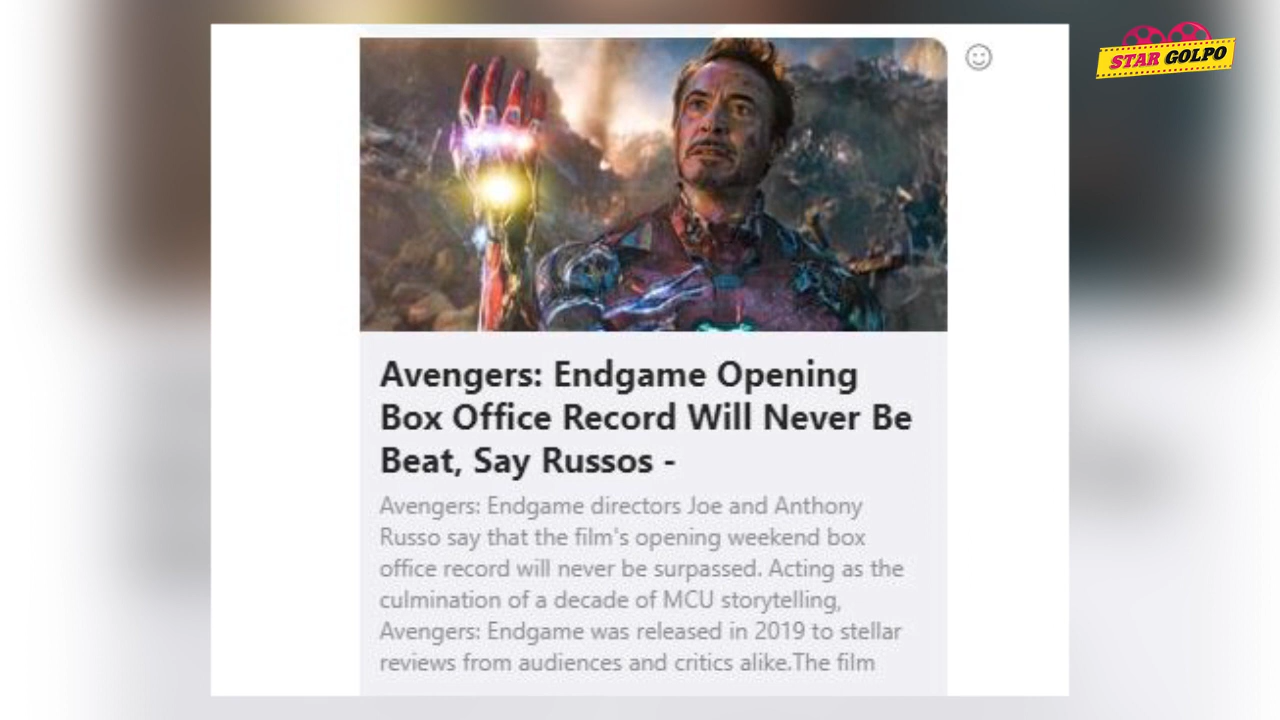 STAR GOLPO
Avengers: Endgame Opening
Box Office Record Will Never Be
Beat, Say Russos -
Avengers: Endgame directors Joe and Anthony
Russo say that the film's opening weekend box
office record will never be surpassed. Acting as the
culmination of a decade of MCU storytelling,
Avengers: Endgame was released in 2019 to stellar
reviews from audiences and critics alike.The film